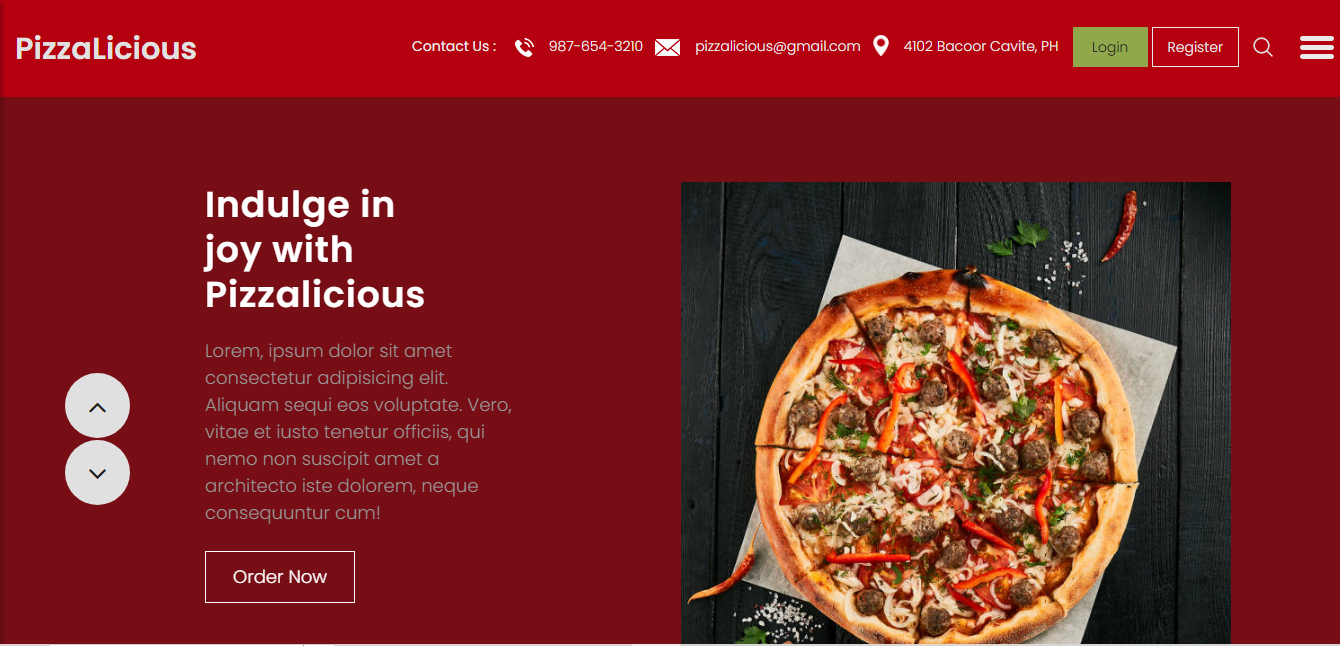 PizzaLicious
Contact Us :
987-654-3210
pizzalicious@gmail.com
4102 Bacoor Cavite, PH
Login
Register
Indulge in
joy with
Pizzalicious
Lorem, ipsum dolor sit amet
consectetur adipisicing elit.
Aliquam sequi eos voluptate. Vero,
vitae et iusto tenetur officiis, qui
nemo non suscipit amet a
architecto iste dolorem, neque
consequuntur cum!
Order Now